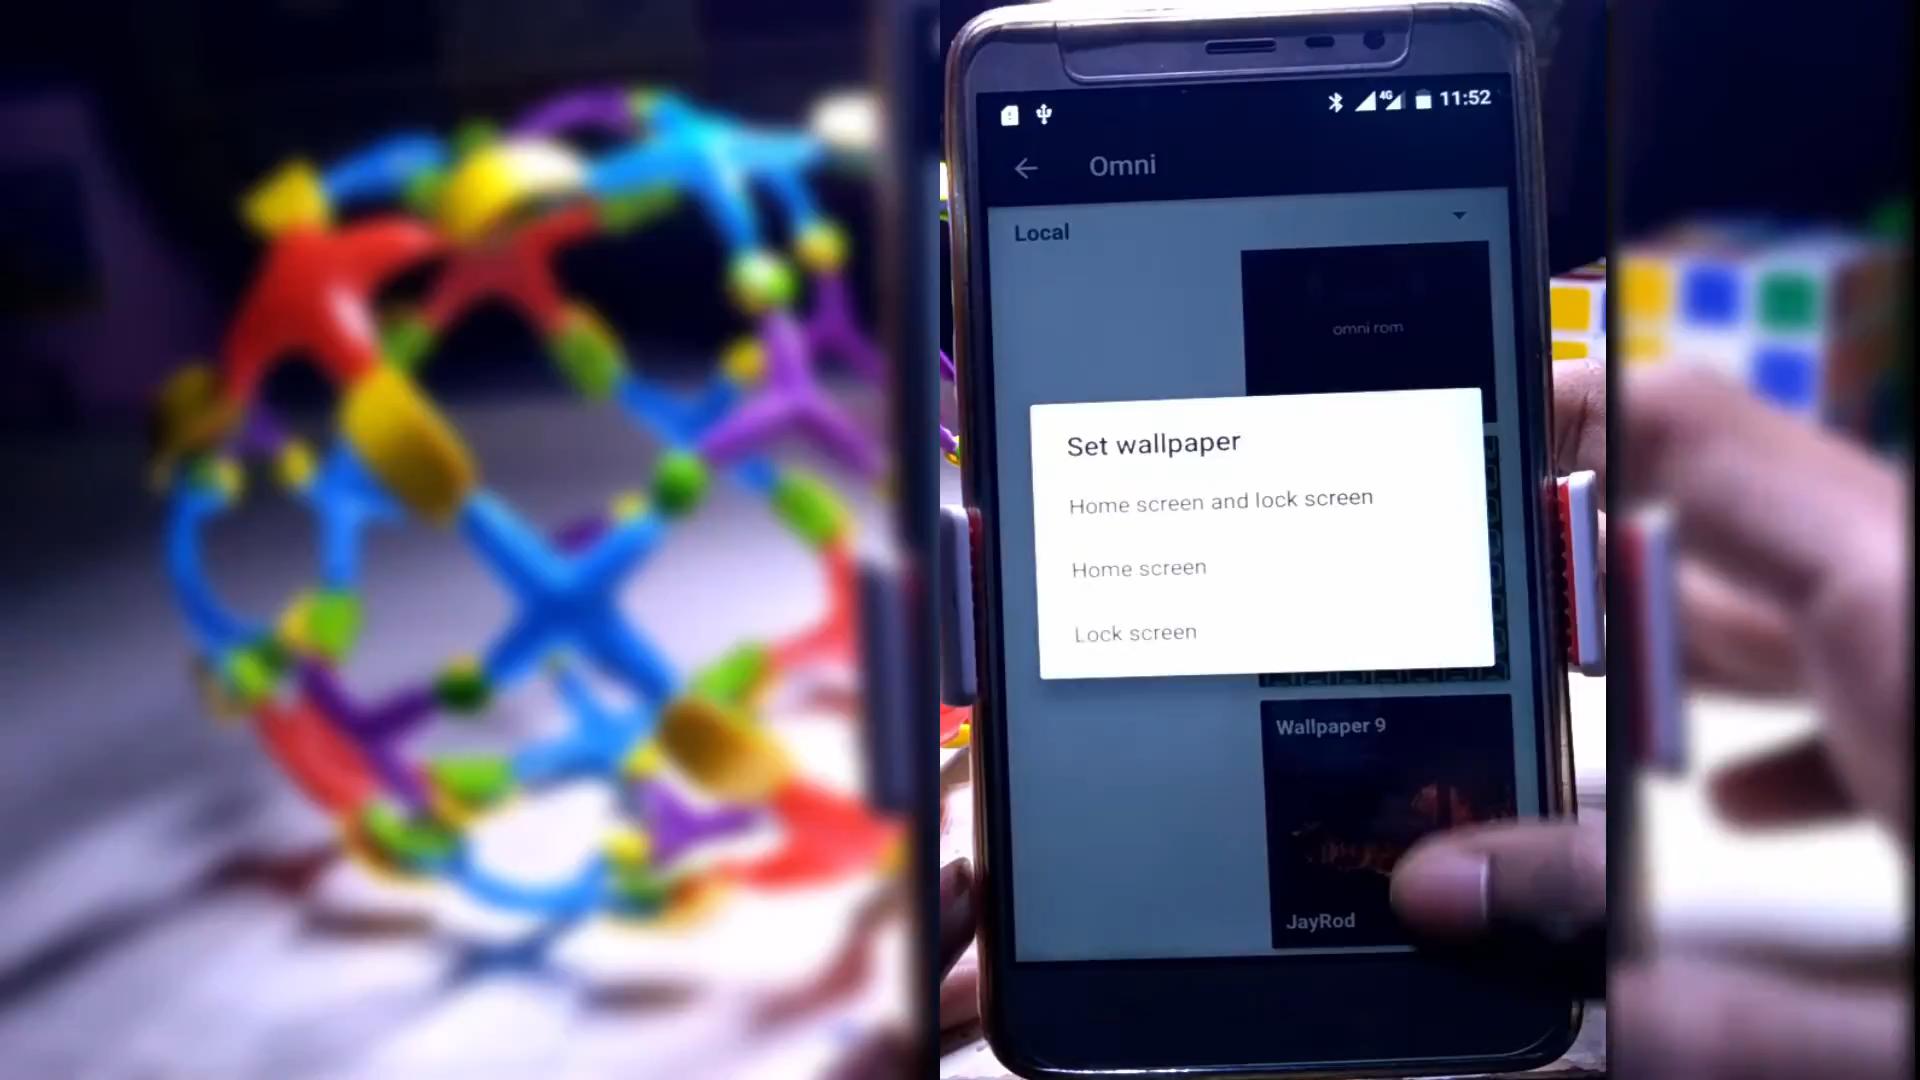 4G 11:52
Omni
Local
omni rom
Set wallpaper
Home screen and lock screen
Home screen
Lock screen
Wallpaper 9
JayRod